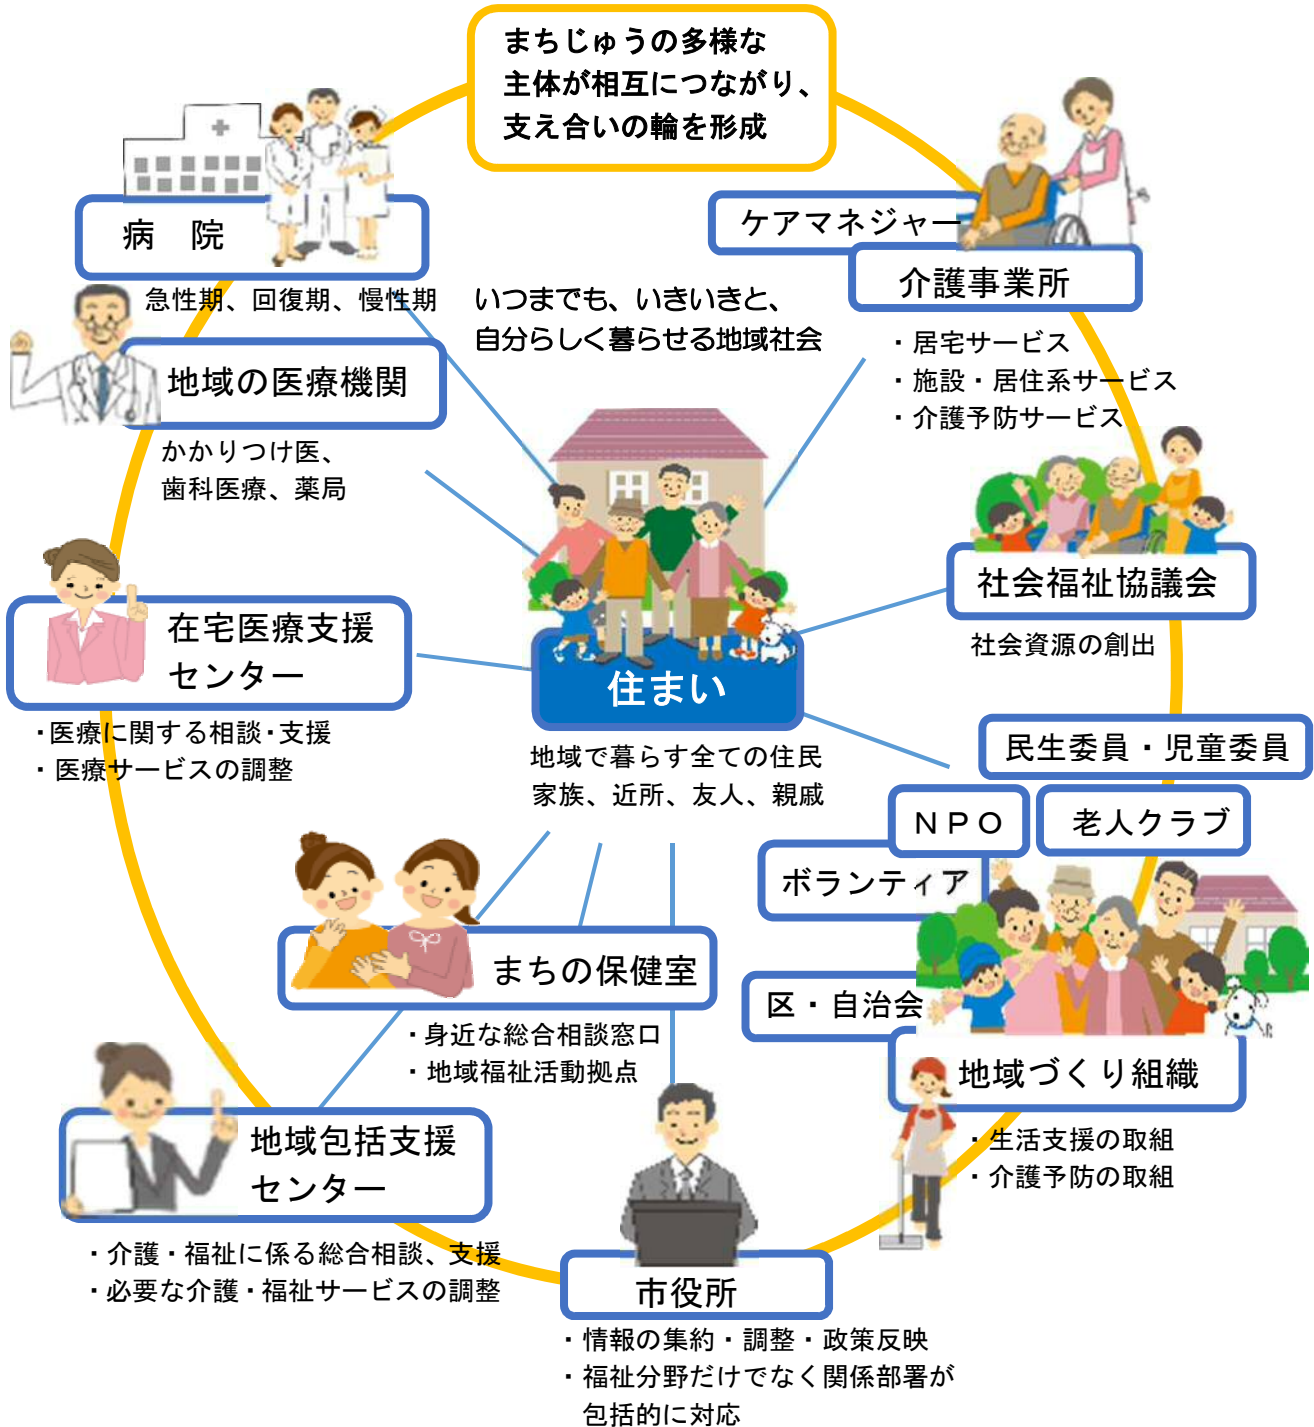 まちじゅうの多様な
主体が相互につながり、
支え合いの輪を形成
病　院
急性期、回復期、慢性期
いつまでも、いきいきと、
自分らしく暮らせる地域社会
ケアマネジャー
介護事業所
・居宅サービス
・施設・居住系サービス
・介護予防サービス
地域の医療機関
かかりつけ医、
歯科医療、薬局
社会福祉協議会
社会資源の創出
在宅医療支援
センター
・医療に関する相談・支援
・医療サービスの調整
住まい
地域で暮らす全ての住民
家族、近所、友人、親戚
民生委員・児童委員
ＮＰＯ
老人クラブ
ボランティア
区・自治会
地域づくり組織
・生活支援の取組
・介護予防の取組
まちの保健室
・身近な総合相談窓口
・地域福祉活動拠点
地域包括支援
センター
・介護・福祉に係る総合相談、支援
・必要な介護・福祉サービスの調整
市役所
・情報の集約・調整・政策反映
・福祉分野だけでなく関係部署が
包括的に対応